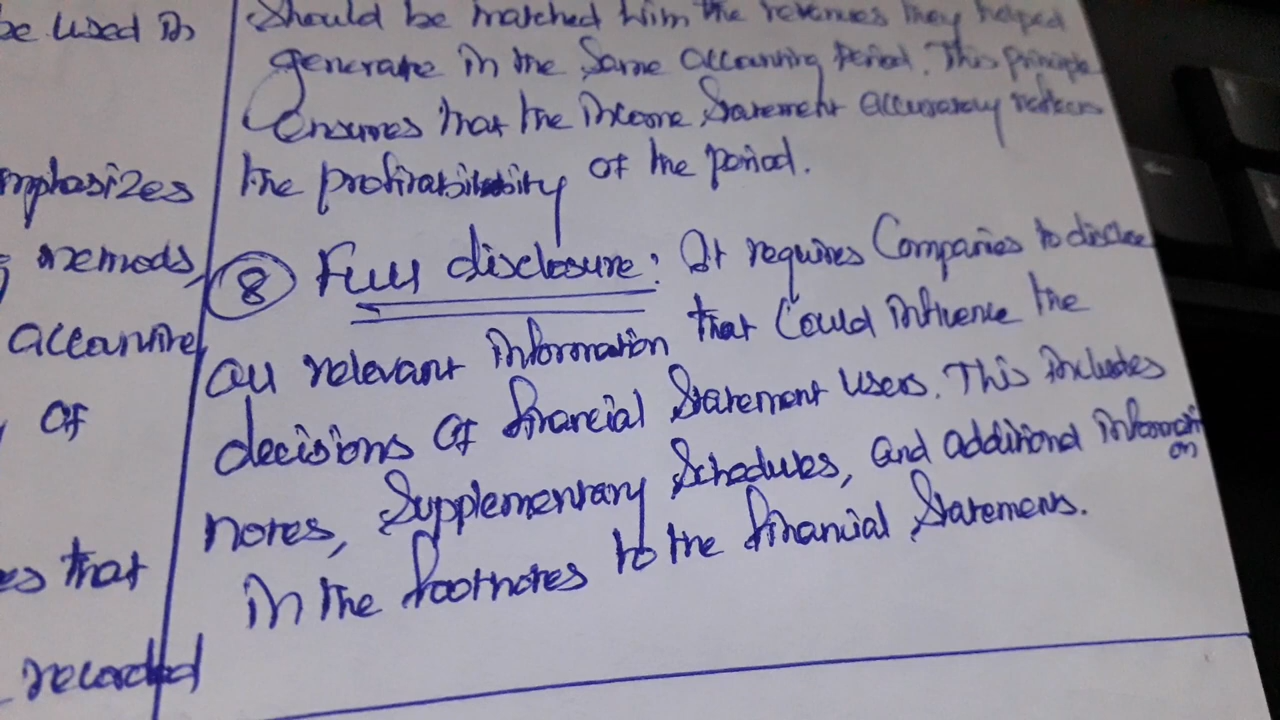 be used in
mphasizes
methods,
accounting
of
es that
recorded
should be matched with the revenues they helped
generate in the same accounting period. This principle
ensures that the income statement accurately reflects
the profitability of the period.
⑧ Full disclosure: It requires Companies to disclose
all relevant information that could influence the
decisions of financial statement users. This includes
notes, supplementary schedules, and additional information
in the footnotes to the financial statements.